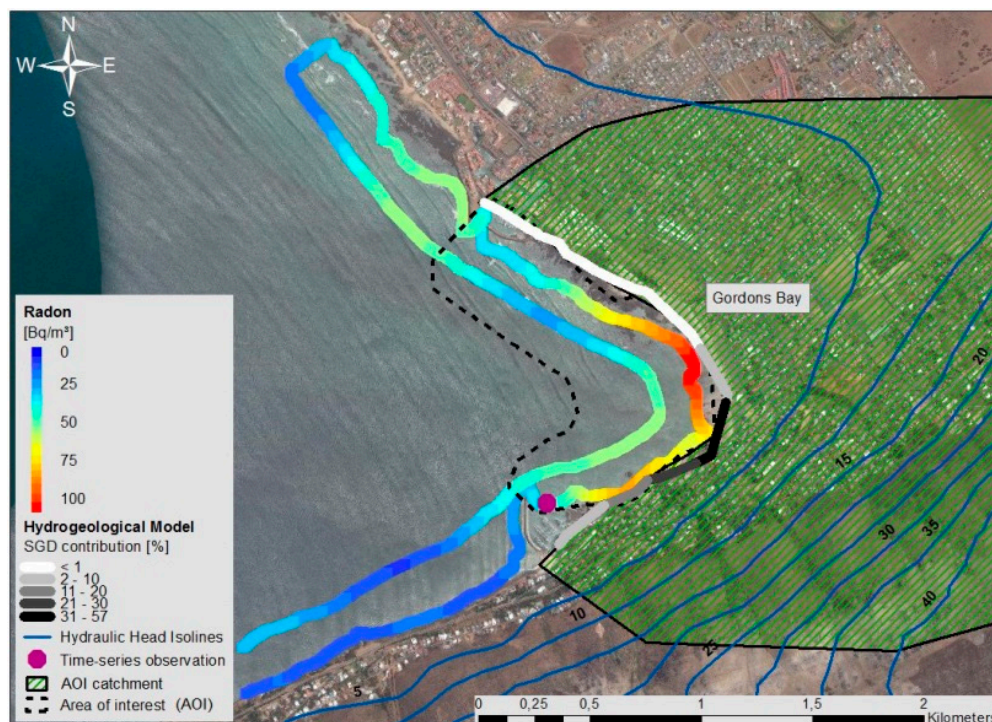 N
W E
S
Gordons Bay
20
15
30
35
40
10
25
5
Radon
[Bq/m³]
0
25
50
75
100
Hydrogeological Model
SGD contribution [%]
< 1
2 - 10
11 - 20
21 - 30
31 - 57
Hydraulic Head Isolines
Time-series observation
AOI catchment
Area of interest (AOI)
0 0,25 0,5 1 1,5 2
Kilometer